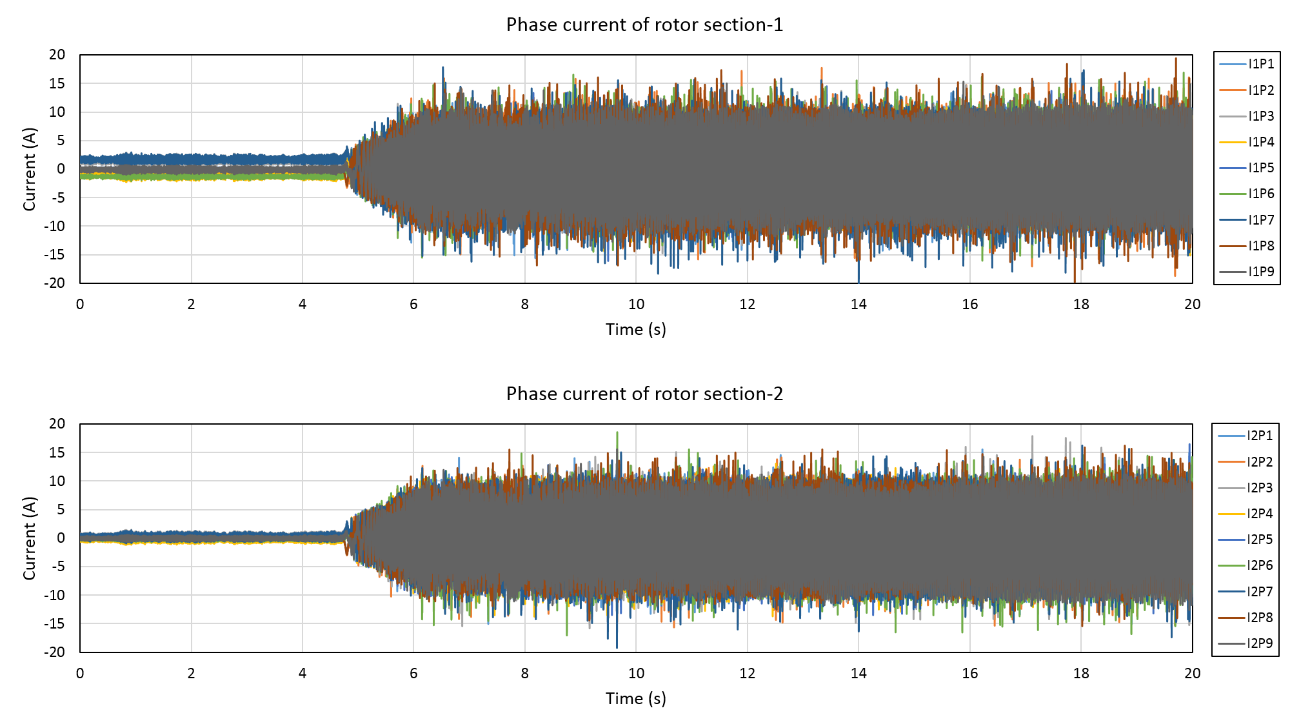 Phase current of rotor section-1
Current (A)
20
15
10
5
0
-5
-10
-15
-20
0 2 4 6 8 10 12 14 16 18 20
Time (s)
I1P1
I1P2
I1P3
I1P4
I1P5
I1P6
I1P7
I1P8
I1P9
Phase current of rotor section-2
Current (A)
20
15
10
5
0
-5
-10
-15
-20
0 2 4 6 8 10 12 14 16 18 20
Time (s)
I2P1
I2P2
I2P3
I2P4
I2P5
I2P6
I2P7
I2P8
I2P9